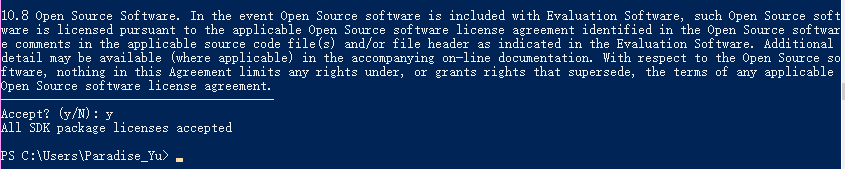 10.8 Open Source Software. In the event Open Source software is included with Evaluation Software, such Open Source soft
ware is licensed pursuant to the applicable Open Source software license agreement identified in the Open Source softwar
e comments in the applicable source code file(s) and/or file header as indicated in the Evaluation Software. Additional
detail may be available (where applicable) in the accompanying on-line documentation. With respect to the Open Source so
ftware, nothing in this Agreement limits any rights under, or grants rights that supersede, the terms of any applicable
Open Source software license agreement.
Accept? (y/N): y
All SDK package licenses accepted
PS C:\Users\Paradise_Yu>